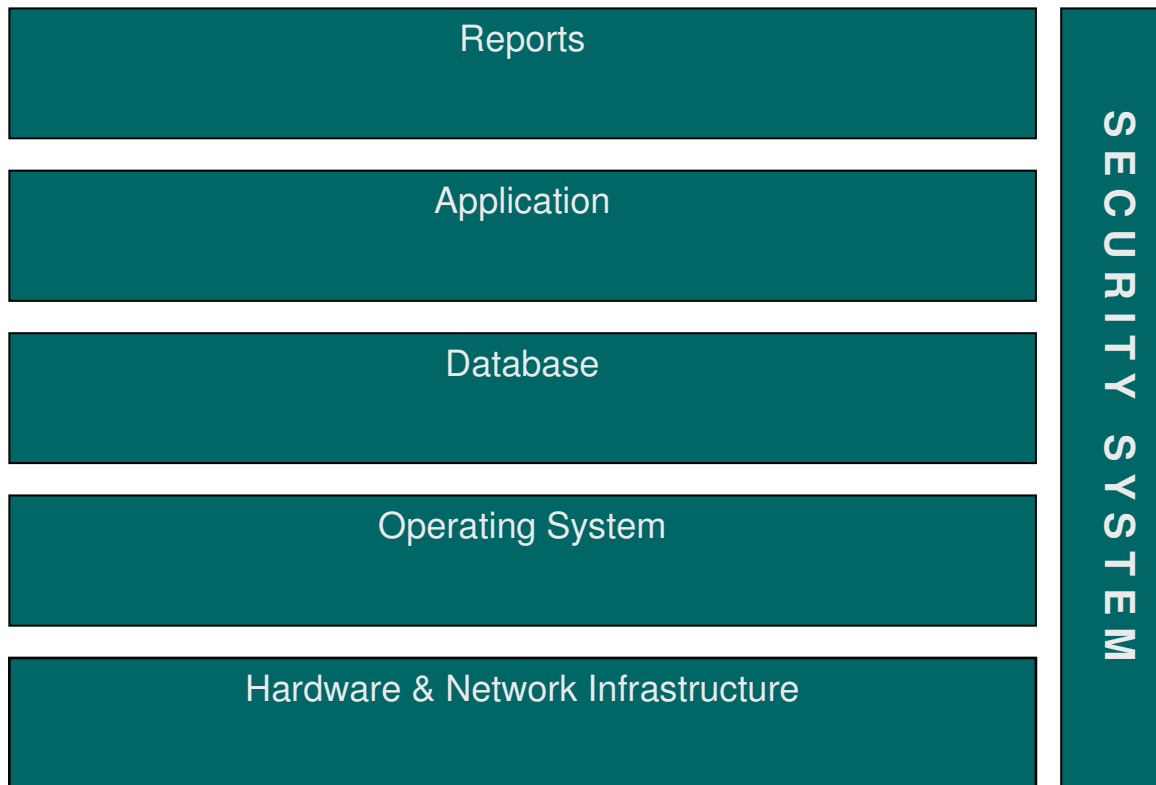 Reports
Application
Database
Operating System
Hardware & Network Infrastructure
SECURITY SYSTEM